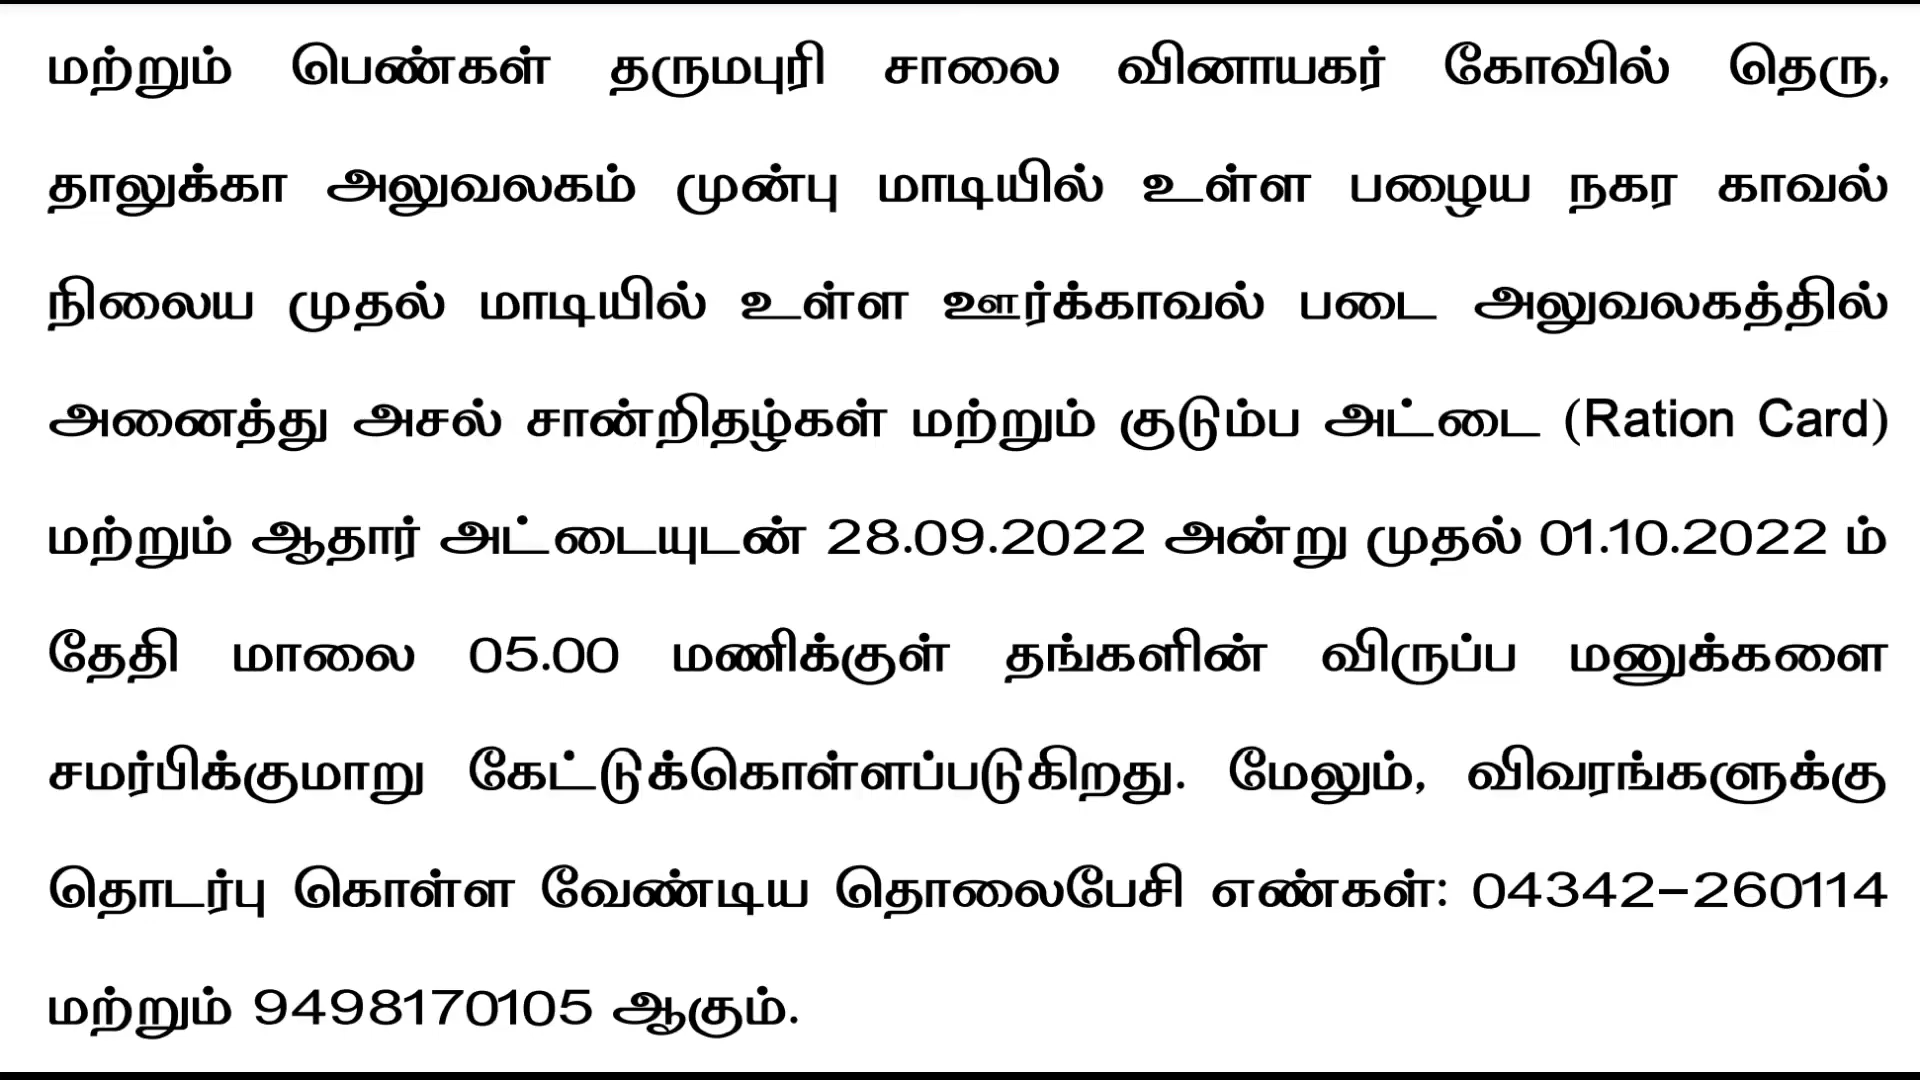 மற்றும் பெண்கள் தருமபுரி சாலை வினாயகர் கோவில் தெரு,
தாலுக்கா அலுவலகம் முன்பு மாடியில் உள்ள பழைய நகர காவல்
நிலைய முதல் மாடியில் உள்ள ஊர்க்காவல் படை அலுவலகத்தில்
அனைத்து அசல் சான்றிதழ்கள் மற்றும் குடும்ப அட்டை (Ration Card)
மற்றும் ஆதார் அட்டையுடன் 28.09.2022 அன்று முதல் 01.10.2022 ம்
தேதி மாலை 05.00 மணிக்குள் தங்களின் விருப்ப மனுக்களை
சமர்பிக்குமாறு கேட்டுக்கொள்ளப்படுகிறது. மேலும், விவரங்களுக்கு
தொடர்பு கொள்ள வேண்டிய தொலைபேசி எண்கள்: 04342–260114
மற்றும் 9498170105 ஆகும்.